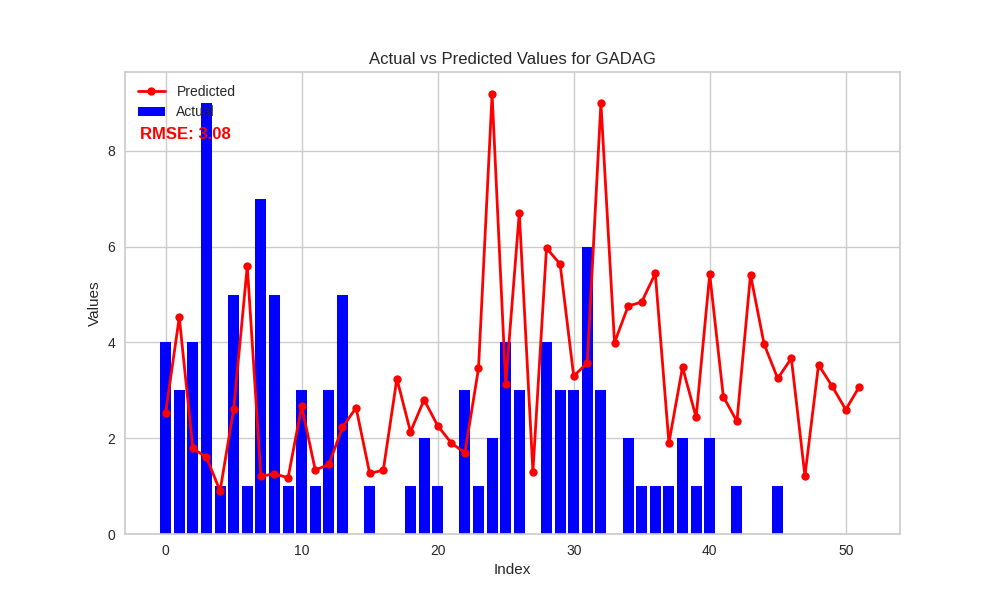 Actual vs Predicted Values for GADAG
Predicted
Actual
RMSE: 3.08
Values
8
6
4
2
0
0 10 20 30 40 50
Index